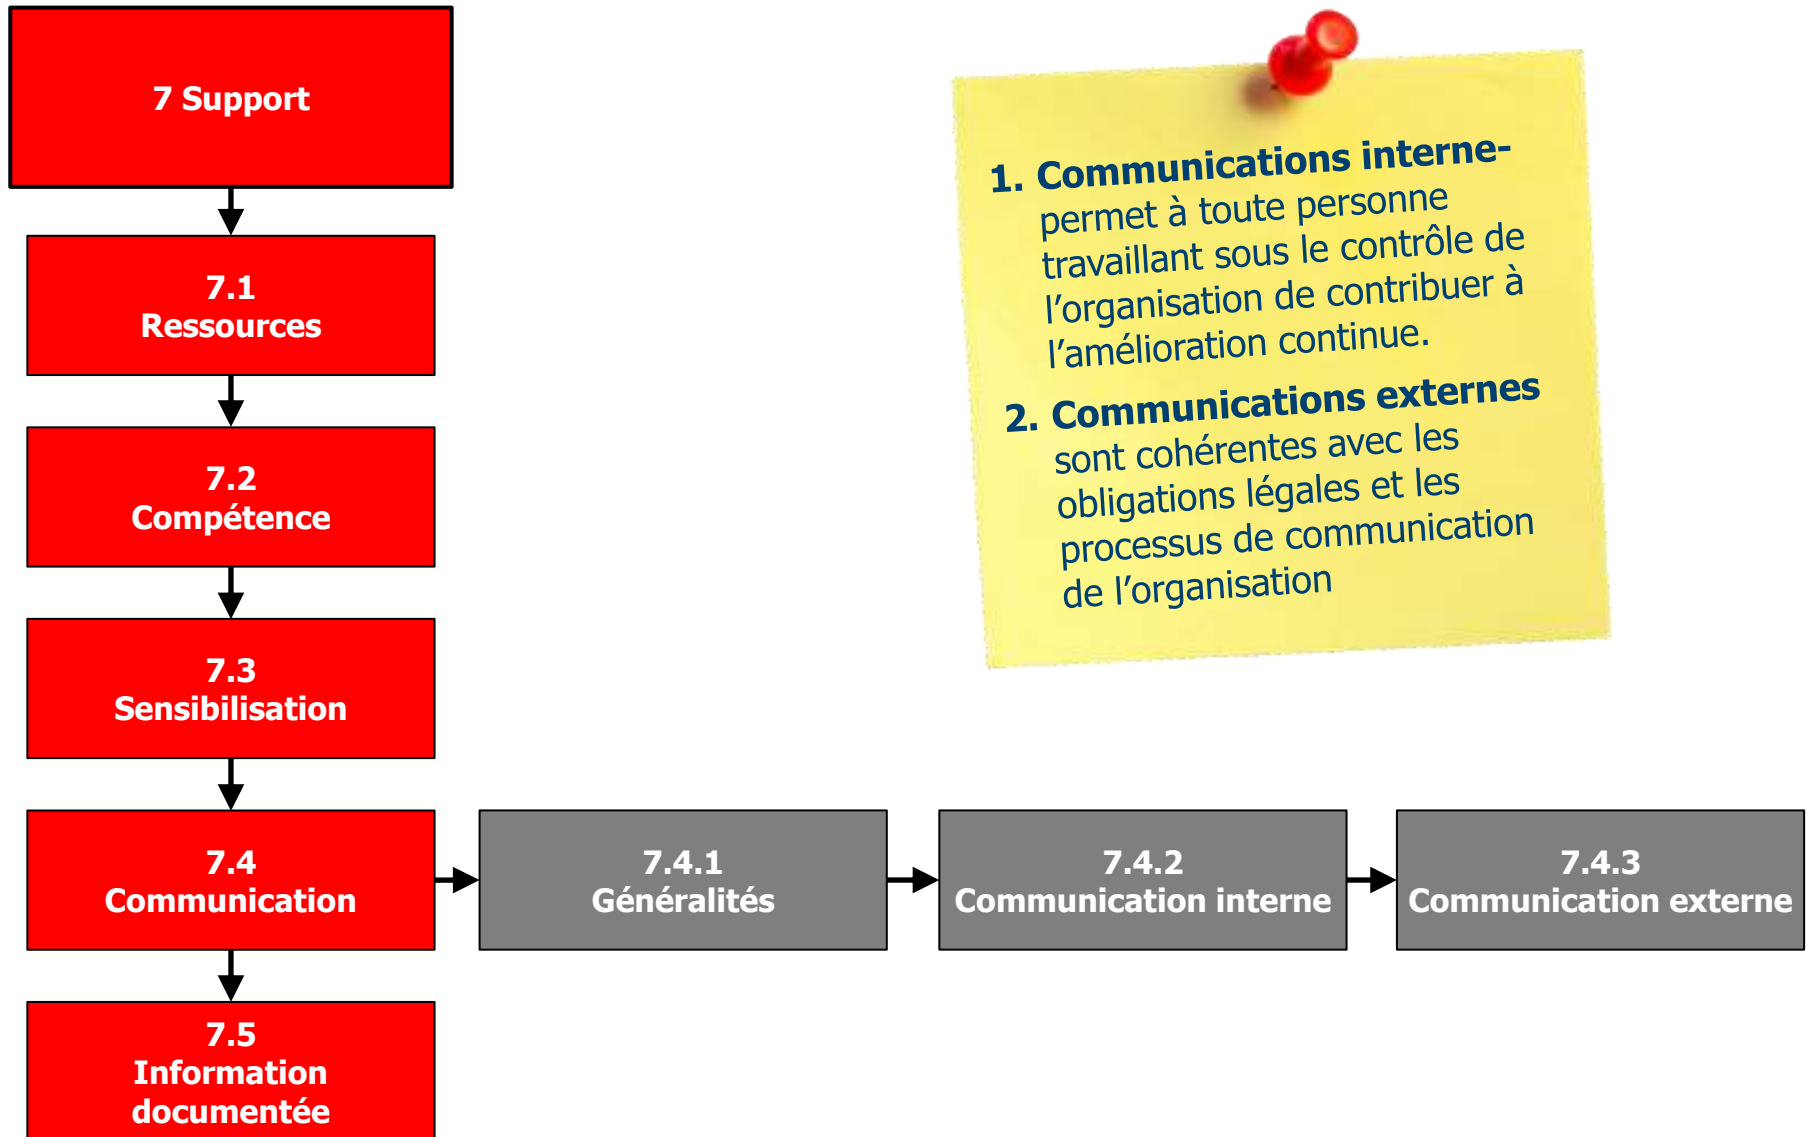 7 Support
7.1
Ressources
7.2
Compétence
7.3
Sensibilisation
7.4
Communication
7.4.1
Généralités
7.4.2
Communication interne
7.4.3
Communication externe
7.5
Information
documentée
1. Communications interne-
permet à toute personne
travaillant sous le contrôle de
l’organisation de contribuer à
l’amélioration continue.
2. Communications externes
sont cohérentes avec les
obligations légales et les
processus de communication
de l’organisation